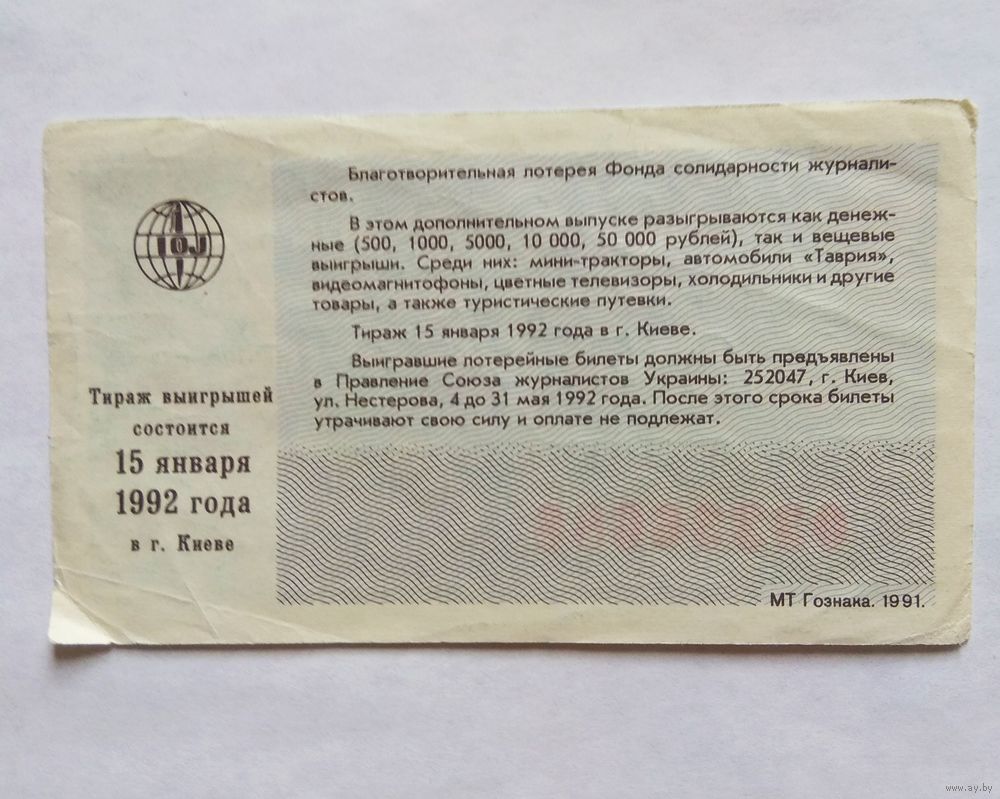 IOJ
Тираж выигрышей
состоится
15 января
1992 года
в г. Киеве
Благотворительная лотерея Фонда солидарности журнали-
стов.
В этом дополнительном выпуске разыгрываются как денеж-
ные (500, 1000, 5000, 10 000, 50 000 рублей), так и вещевые
выигрыши. Среди них: мини-тракторы, автомобили «Таврия»,
видеомагнитофоны, цветные телевизоры, холодильники и другие
товары, а также туристические путевки.
Тираж 15 января 1992 года в г. Киеве.
Выигравшие лотерейные билеты должны быть предъявлены
в Правление Союза журналистов Украины: 252047, г. Киев,
ул. Нестерова, 4 до 31 мая 1992 года. После этого срока билеты
утрачивают свою силу и оплате не подлежат.
МТ Гознака. 1991.
www.ay.by